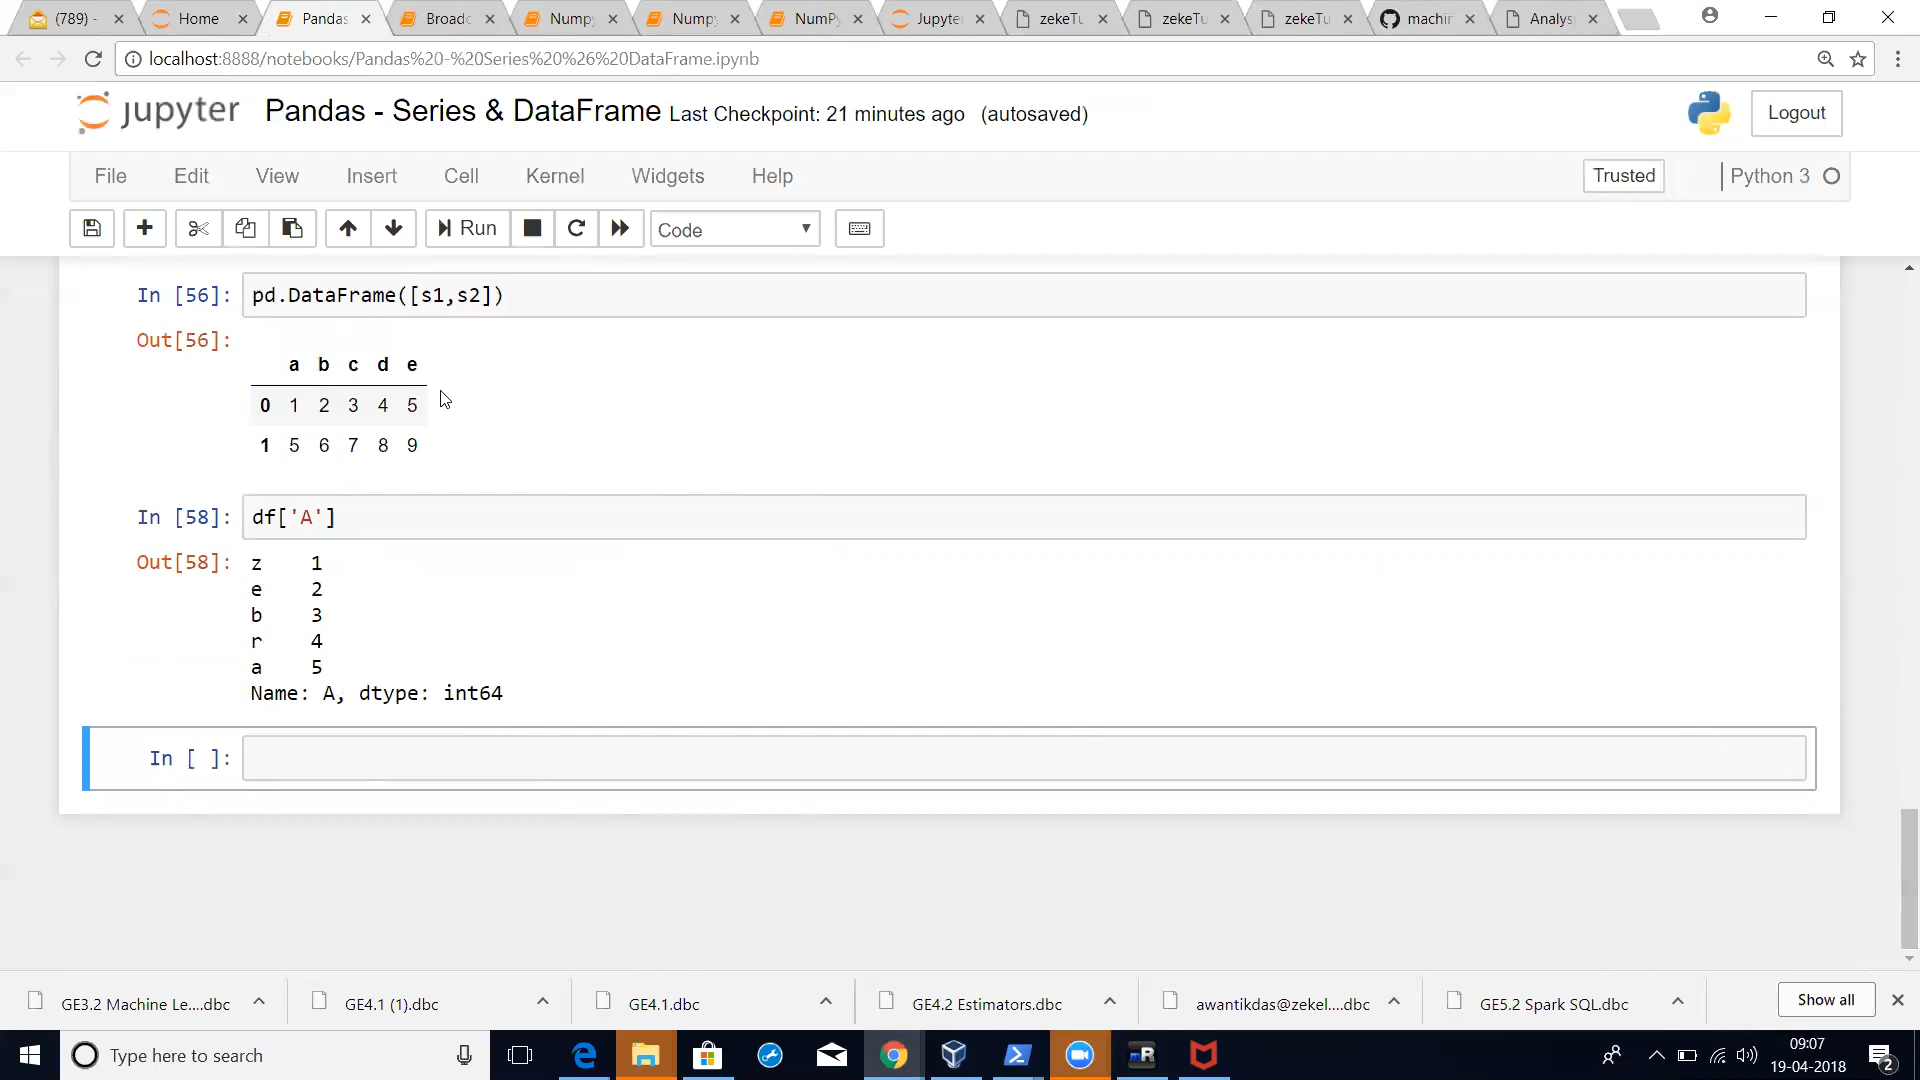 (789) -
Home
Pandas
Broadc
Numpy
Numpy
NumPy
Jupyte
zekeTu
zekeTu
zekeTu
machin
Analys
localhost:8888/notebooks/Pandas%20-%20Series%20%26%20DataFrame.ipynb
jupyter Pandas - Series & DataFrame Last Checkpoint: 21 minutes ago (autosaved)
Logout
File Edit View Insert Cell Kernel Widgets Help
Trusted
Python 3
Run
Code
In [56]: pd.DataFrame([s1,s2])
Out[56]:
a b c d e
0 1 2 3 4 5
1 5 6 7 8 9
In [58]: df['A']
Out[58]: z 1
e 2
b 3
r 4
a 5
Name: A, dtype: int64
In [ ]:
GE3.2 Machine Le....dbc
GE4.1 (1).dbc
GE4.1.dbc
GE4.2 Estimators.dbc
awantikdas@zekel....dbc
GE5.2 Spark SQL.dbc
Show all
Type here to search
R
09:07
19-04-2018
2